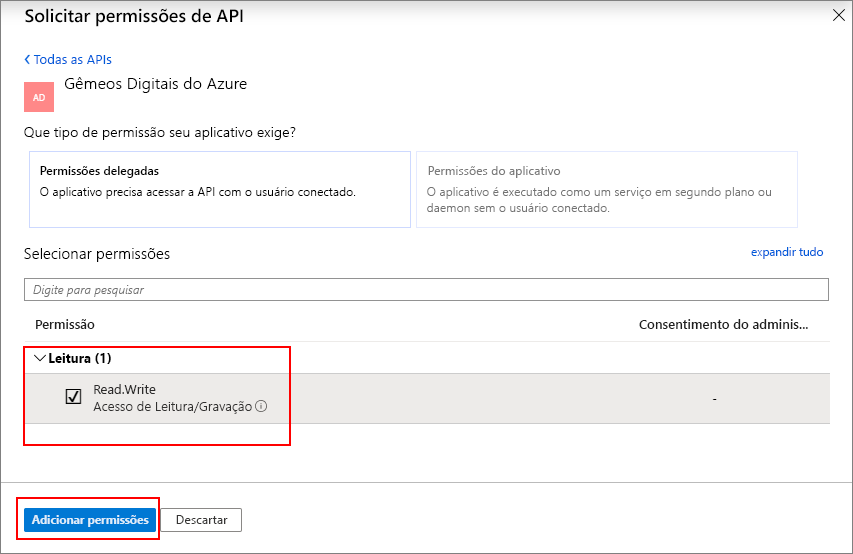 Solicitar permissões de API
Todas as APIs
AD
Gêmeos Digitais do Azure
Que tipo de permissão seu aplicativo exige?
Permissões delegadas
O aplicativo precisa acessar a API com o usuário conectado.
Permissões do aplicativo
O aplicativo é executado como um serviço em segundo plano ou
daemon sem o usuário conectado.
Selecionar permissões
expandir tudo
Digite para pesquisar
Permissão
Consentimento do adminis...
Leitura (1)
Read.Write
Acesso de Leitura/Gravação
-
Adicionar permissões
Descartar